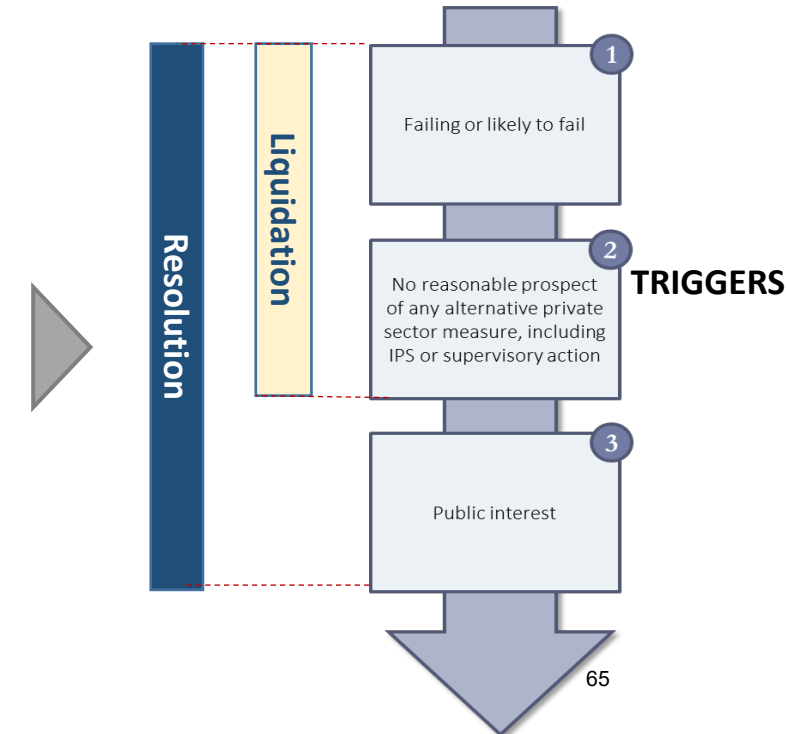 Resolution
Liquidation
1
Failing or likely to fail
2
No reasonable prospect
of any alternative private
sector measure, including
IPS or supervisory action
TRIGGERS
3
Public interest
65